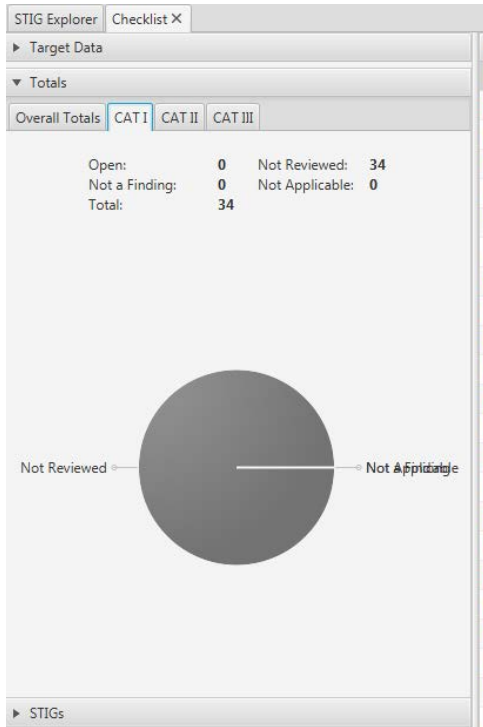 STIG Explorer Checklist
Target Data
Totals
Overall Totals CAT I CAT II CAT III
Open: 0 Not Reviewed: 34
Not a Finding: 0 Not Applicable: 0
Total: 34
Not Reviewed
STIGs